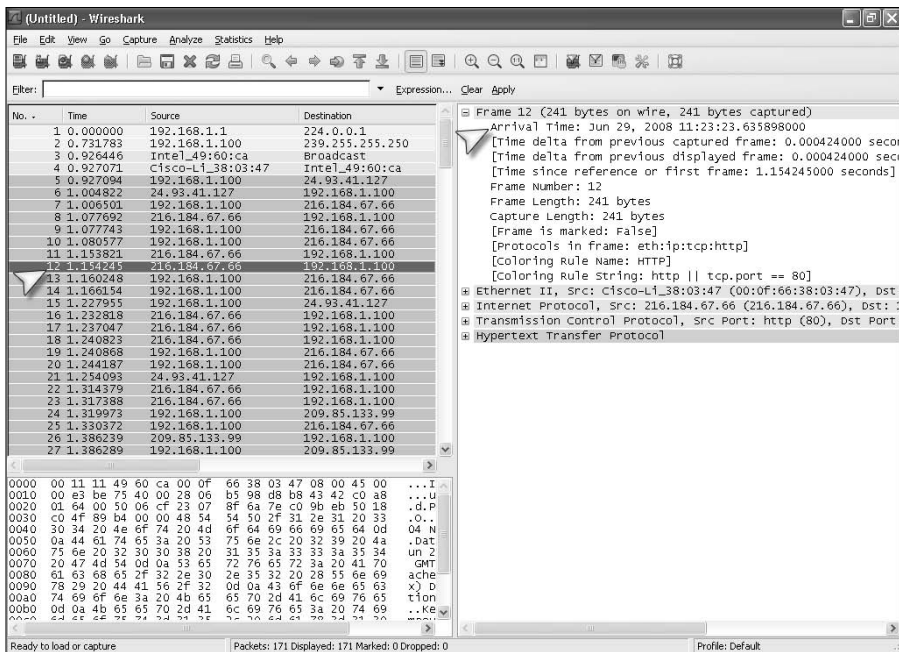 (Untitled) - Wireshark
File Edit View Go Capture Analyze Statistics Help
Filter: Expression... Clear Apply
No. Time Source Destination
1 0.000000 192.168.1.1 224.0.0.1
2 0.731783 192.168.1.100 239.255.255.250
3 0.926446 Intel_49:60:ca Broadcast
4 0.927071 Cisco-Li_38:03:47 Intel_49:60:ca
5 0.927094 192.168.1.100 24.93.41.127
6 1.004822 24.93.41.127 192.168.1.100
7 1.006501 192.168.1.100 216.184.67.66
8 1.077692 216.184.67.66 192.168.1.100
9 1.077743 192.168.1.100 216.184.67.66
10 1.080577 192.168.1.100 216.184.67.66
11 1.153821 216.184.67.66 192.168.1.100
12 1.154245 216.184.67.66 192.168.1.100
13 1.160248 192.168.1.100 216.184.67.66
14 1.166154 192.168.1.100 216.184.67.66
15 1.227955 192.168.1.100 24.93.41.127
16 1.232818 216.184.67.66 192.168.1.100
17 1.237047 192.168.1.100 216.184.67.66
18 1.240823 216.184.67.66 192.168.1.100
19 1.240868 192.168.1.100 216.184.67.66
20 1.244187 192.168.1.100 216.184.67.66
21 1.254093 24.93.41.127 192.168.1.100
22 1.314379 216.184.67.66 192.168.1.100
23 1.317388 216.184.67.66 192.168.1.100
24 1.319973 192.168.1.100 209.85.133.99
25 1.330372 192.168.1.100 216.184.67.66
26 1.386239 209.85.133.99 192.168.1.100
27 1.386289 192.168.1.100 209.85.133.99
Frame 12 (241 bytes on wire, 241 bytes captured)
Arrival Time: Jun 29, 2008 11:23:23.635898000
[Time delta from previous captured frame: 0.000424000 secon
[Time delta from previous displayed frame: 0.000424000 seco
[Time since reference or first frame: 1.154245000 seconds]
Frame Number: 12
Frame Length: 241 bytes
Capture Length: 241 bytes
[Frame is marked: False]
[Protocols in frame: eth:ip:tcp:http]
[Coloring Rule Name: HTTP]
[Coloring Rule String: http || tcp.port == 80]
Ethernet II, Src: Cisco-Li_38:03:47 (00:0f:66:38:03:47), Dst
Internet Protocol, Src: 216.184.67.66 (216.184.67.66), Dst: 1
Transmission Control Protocol, Src Port: http (80), Dst Port
Hypertext Transfer Protocol
0000 00 11 11 49 60 ca 00 0f 66 38 03 47 08 00 45 00 ...I
0010 00 e3 be 75 40 00 28 06 b5 98 d8 b8 43 42 c0 a8 ...u
0020 01 64 00 50 06 cf 23 07 8f 6a 7e c0 9b eb 50 18 .d.P
0030 c0 4f 89 b4 00 00 48 54 54 50 2f 31 2e 31 20 33 .O..
0040 30 34 20 4e 6f 74 20 4d 6f 64 69 66 69 65 64 0d 04 N
0050 0a 44 61 74 65 3a 20 53 75 6e 2c 20 32 39 20 4a .Dat
0060 75 6e 20 32 30 30 38 20 31 35 3a 33 33 3a 35 34 un 2
0070 20 47 4d 54 0d 0a 53 65 72 76 65 72 3a 20 41 70 GMT
0080 61 63 68 65 2f 32 2e 30 2e 35 32 20 28 55 6e 69 ache
0090 78 29 20 44 41 56 2f 32 0d 0a 43 6f 6e 6e 65 63 x) D
00a0 74 69 6f 6e 3a 20 4b 65 65 70 2d 41 6c 69 76 65 tion
00b0 0d 0a 4b 65 65 70 2d 41 6c 69 76 65 3a 20 74 69 ..Ke
Ready to load or capture
Packets: 171 Displayed: 171 Marked: 0 Dropped: 0
Profile: Default